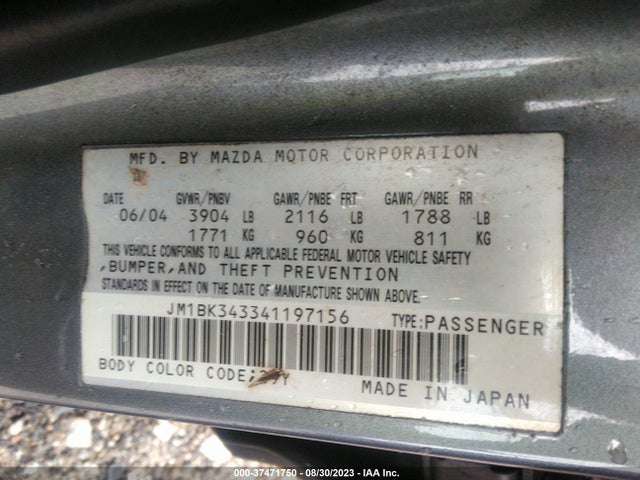 MFD. BY MAZDA MOTOR CORPORATION
DATE GVWR/PNBV GAWR/PNBE FRT GAWR/PNBE RR
06/04 3904 LB 2116 LB 1788 LB
1771 KG 960 KG 811 KG
THIS VEHICLE CONFORMS TO ALL APPLICABLE FEDERAL MOTOR VEHICLE SAFETY
,BUMPER,AND THEFT PREVENTION
STANDARDS IN EFFECT ON THE DATE OF MANUFACTURE SHOWN ABOVE.
JM1BK343341197156 TYPE:PASSENGER
BODY COLOR CODE:
MADE IN JAPAN
000-37471750 - 08/30/2023 - IAA Inc.